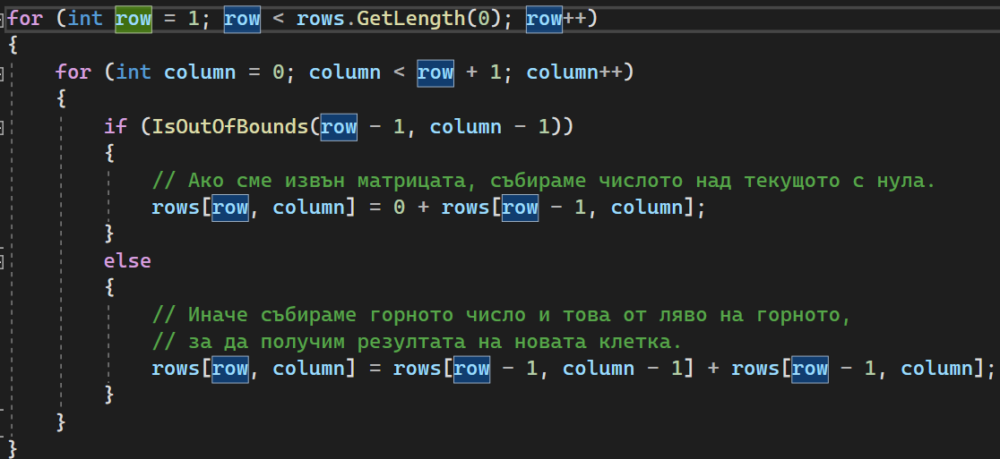 for (int row = 1; row < rows.GetLength(0); row++)
{
    for (int column = 0; column < row + 1; column++)
    {
        if (IsOutOfBounds(row - 1, column - 1))
        {
            // Ако сме извън матрицата, събираме числото над текущото с нула.
            rows[row, column] = 0 + rows[row - 1, column];
        }
        else
        {
            // Иначе събираме горното число и това от ляво на горното,
            // за да получим резултата на новата клетка.
            rows[row, column] = rows[row - 1, column - 1] + rows[row - 1, column];
        }
    }
}